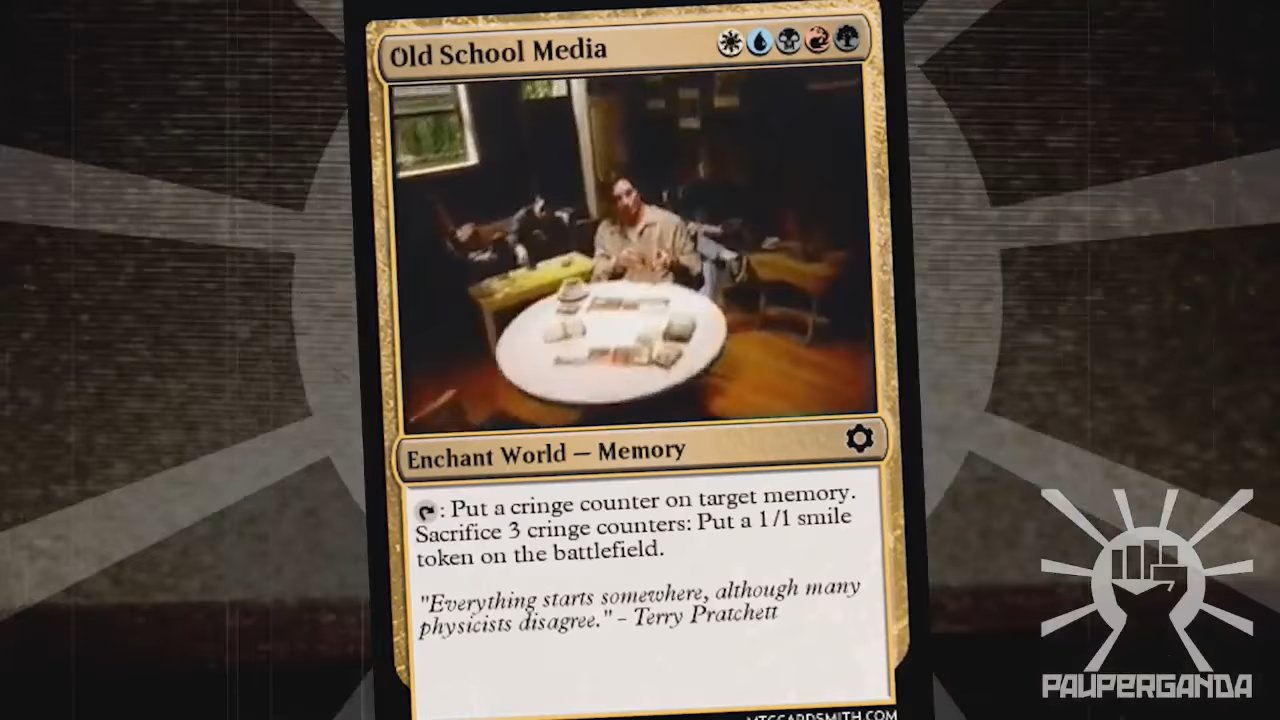 Old School Media
Enchant World — Memory
: Put a cringe counter on target memory.
Sacrifice 3 cringe counters: Put a 1/1 smile
token on the battlefield.
"Everything starts somewhere, although many
physicists disagree." - Terry Pratchett
MTGCARDSMITH.COM
PAUPERGANDA